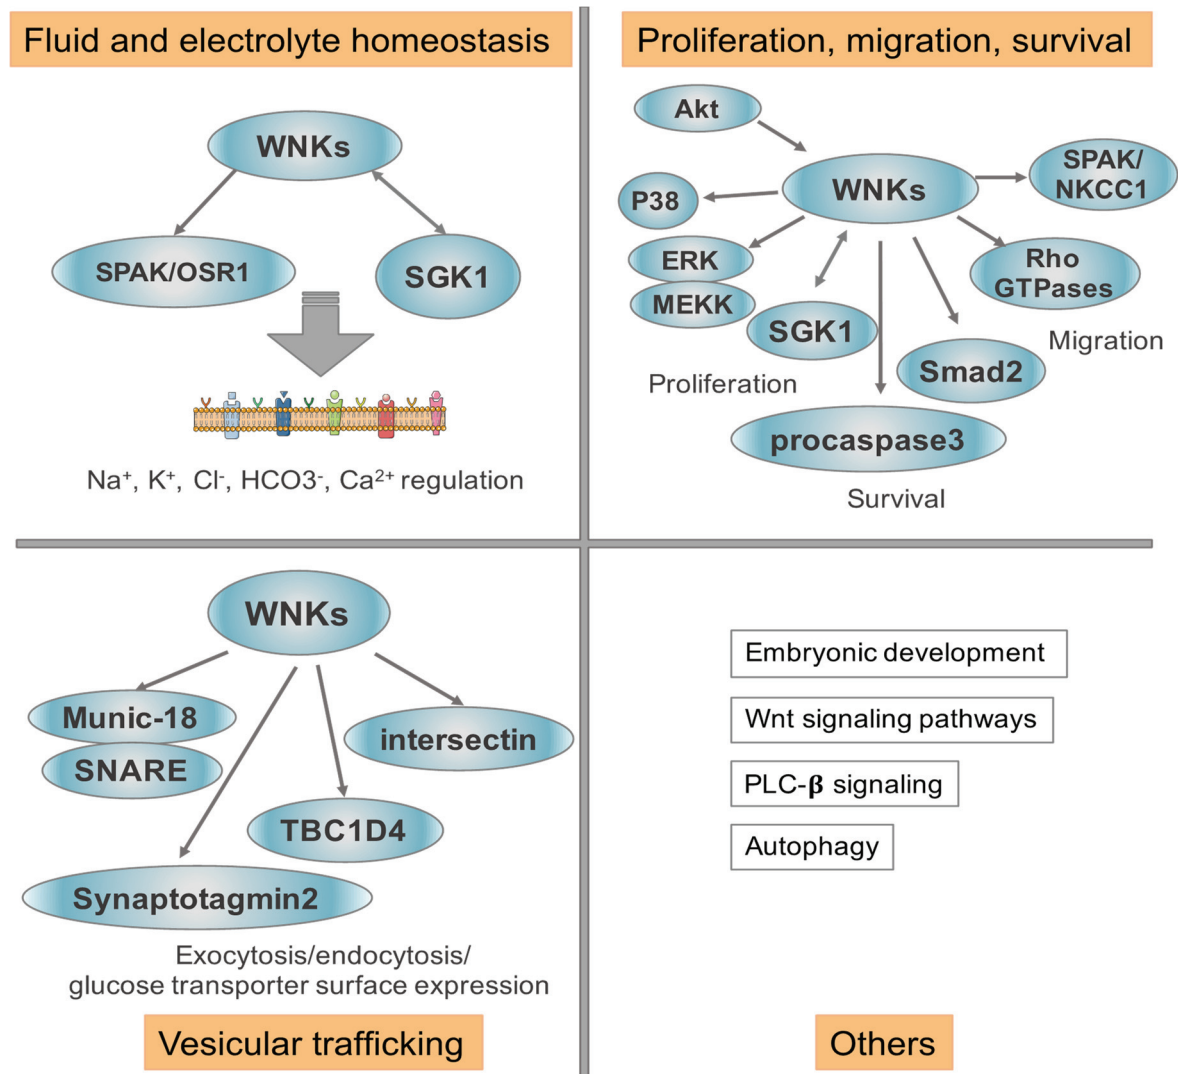 Fluid and electrolyte homeostasis
WNKs
SPAK/OSR1
SGK1
Na⁺, K⁺, Cl⁻, HCO3⁻, Ca²⁺ regulation
Proliferation, migration, survival
Akt
WNKs
SPAK/
NKCC1
P38
ERK
MEKK
SGK1
Rho
GTPases
Migration
Smad2
Proliferation
procaspase3
Survival
WNKs
Munic-18
SNARE
intersectin
TBC1D4
Synaptotagmin2
Exocytosis/endocytosis/
glucose transporter surface expression
Vesicular trafficking
Embryonic development
Wnt signaling pathways
PLC-β signaling
Autophagy
Others